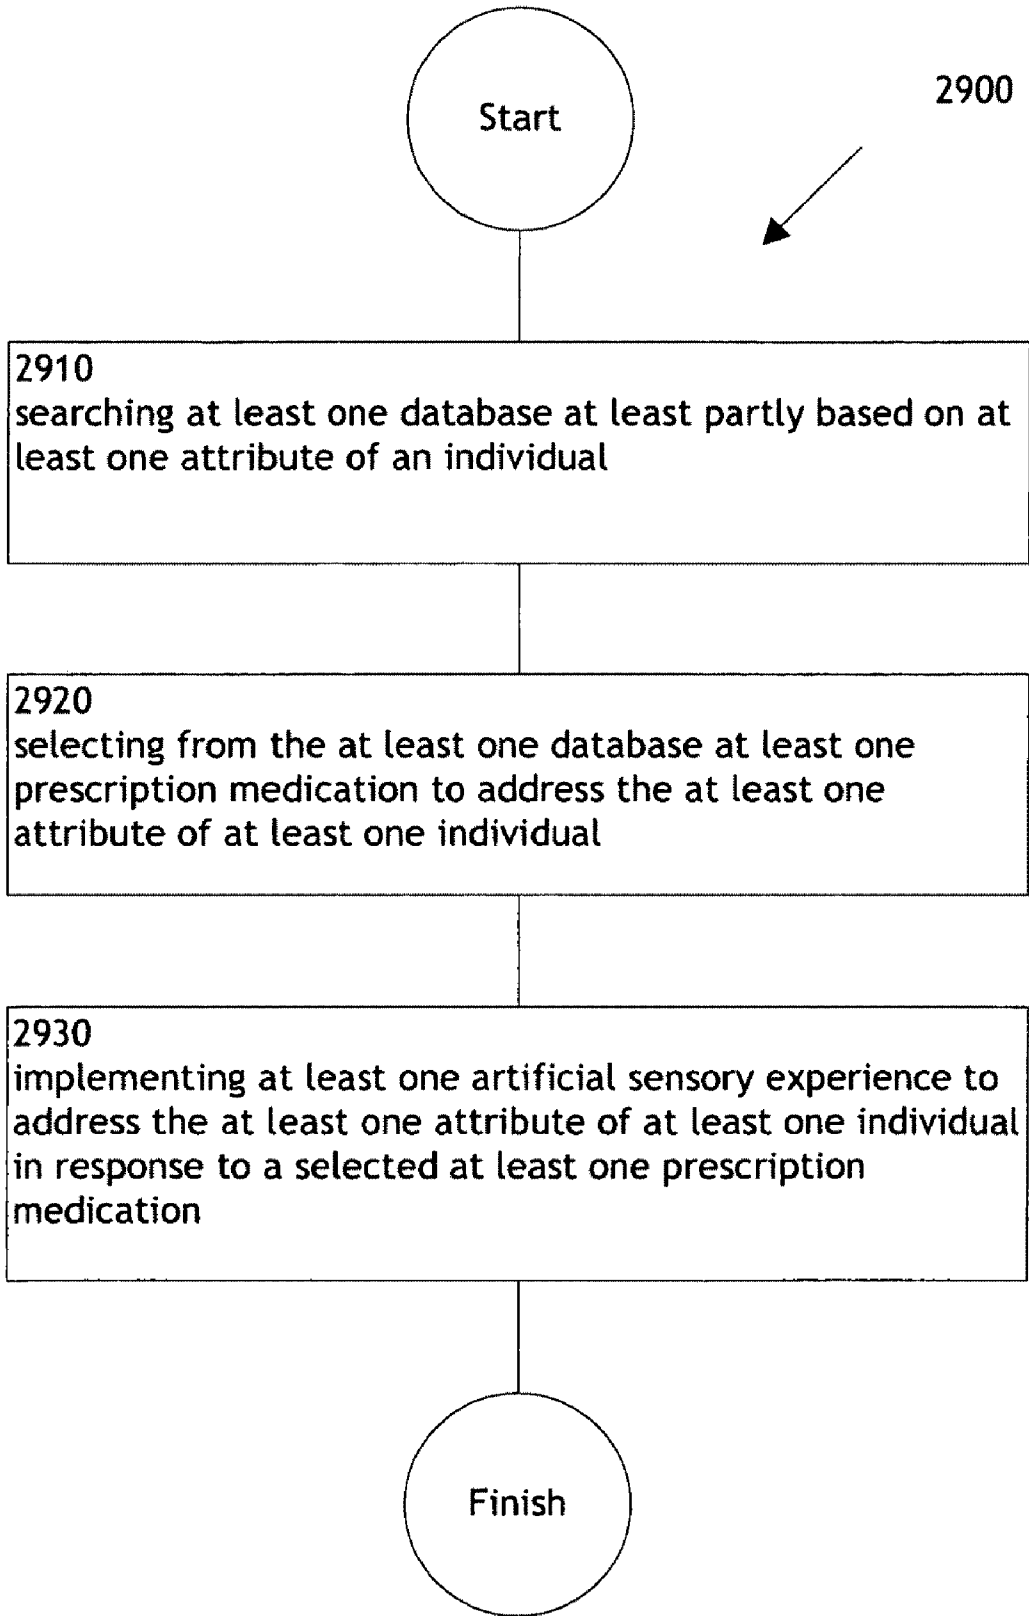 Start
2900
2910
searching at least one database at least partly based on at
least one attribute of an individual
2920
selecting from the at least one database at least one
prescription medication to address the at least one
attribute of at least one individual
2930
implementing at least one artificial sensory experience to
address the at least one attribute of at least one individual
in response to a selected at least one prescription
medication
Finish